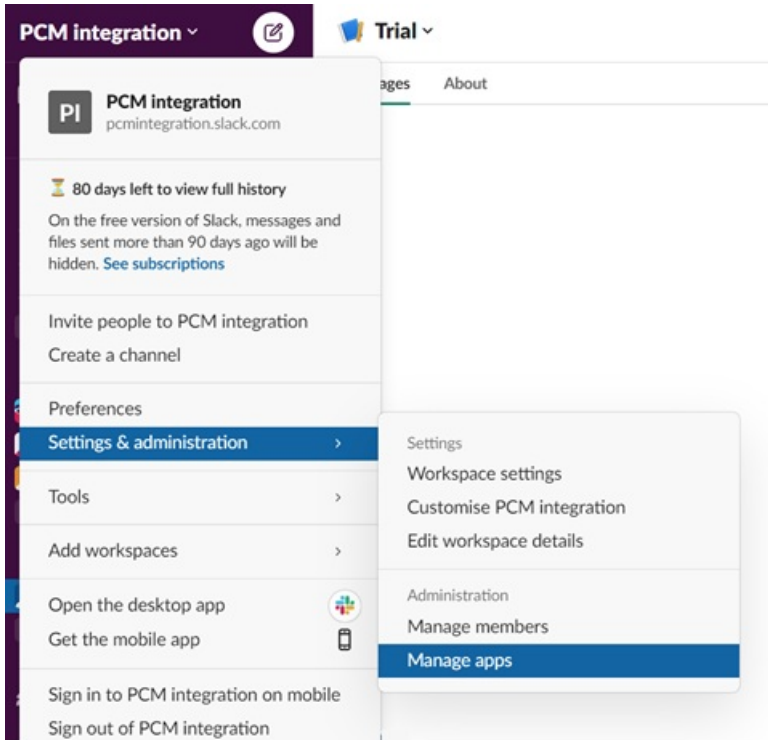 PCM integration
Trial
ages About
PI
PCM integration
pcmintegration.slack.com
80 days left to view full history
On the free version of Slack, messages and
files sent more than 90 days ago will be
hidden. See subscriptions
Invite people to PCM integration
Create a channel
Preferences
Settings & administration
Tools
Add workspaces
Open the desktop app
Get the mobile app
Sign in to PCM integration on mobile
Sign out of PCM integration
Settings
Workspace settings
Customise PCM integration
Edit workspace details
Administration
Manage members
Manage apps